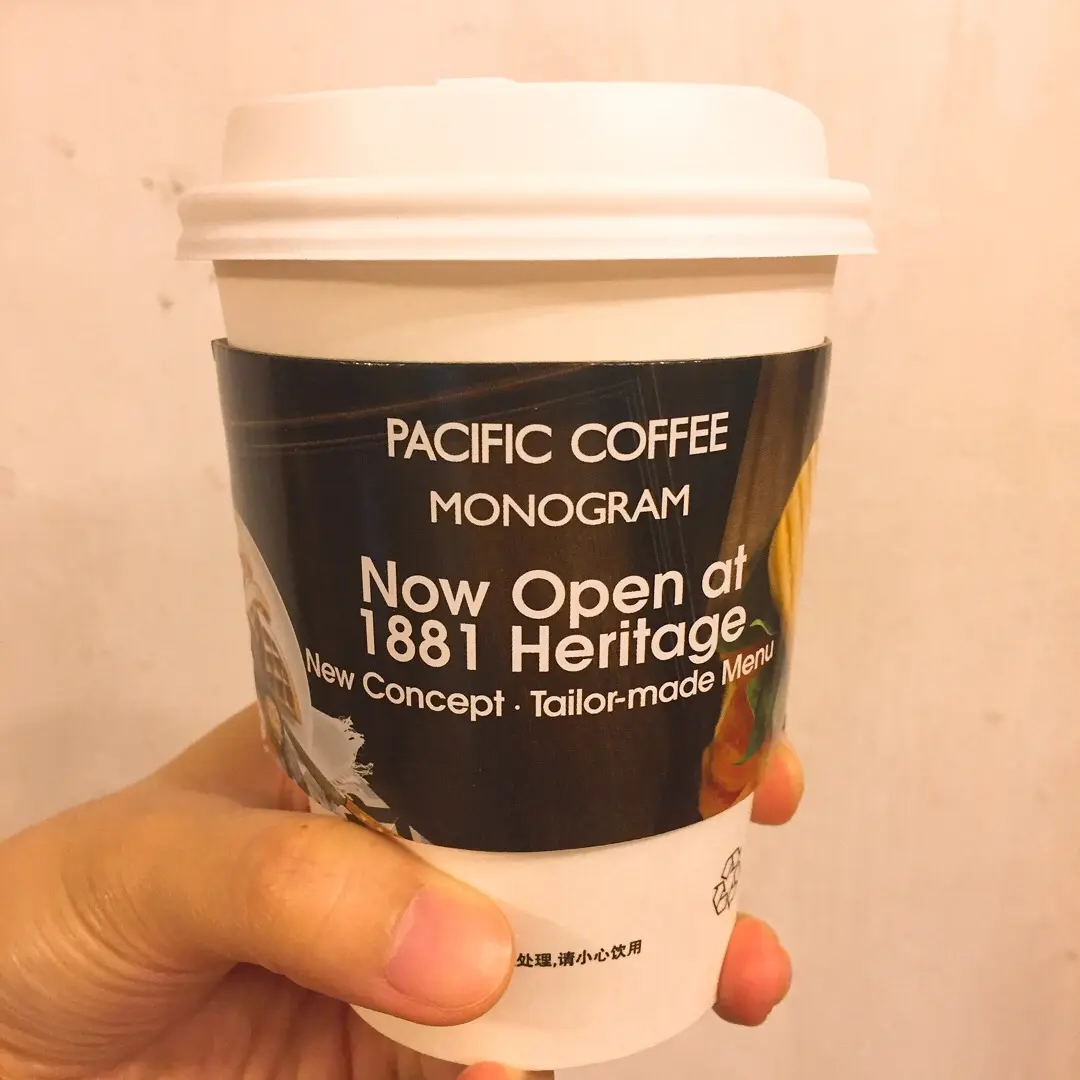 PACIFIC COFFEE
MONOGRAM
Now Open at
1881 Heritage
New Concept · Tailor-made Menu
处理,请小心饮用